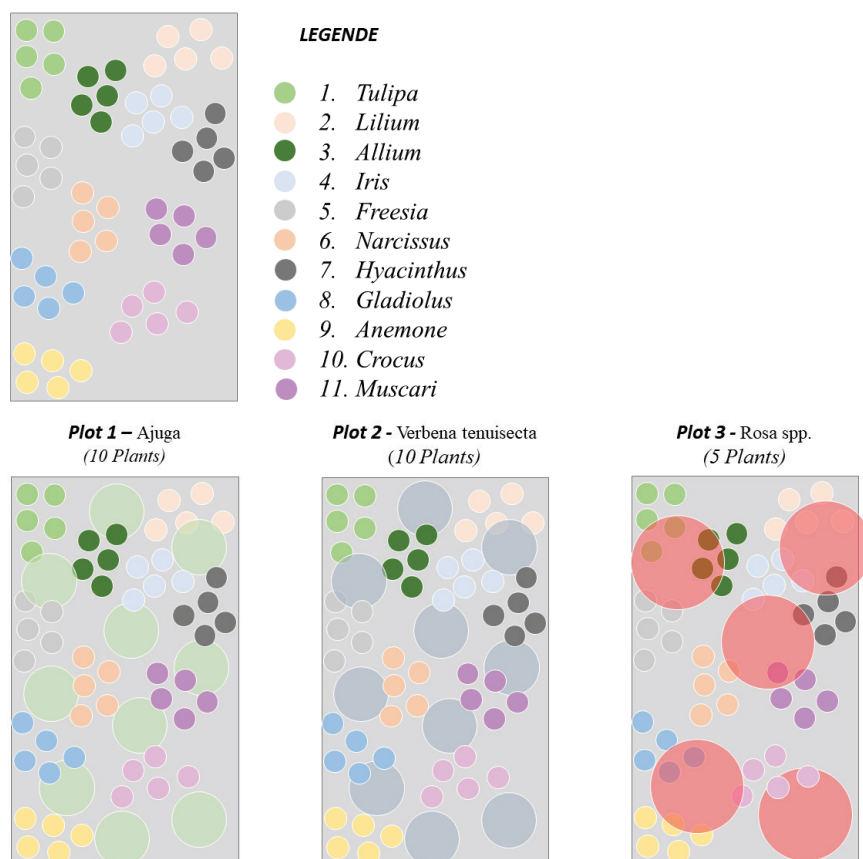 LEGENDE
1. Tulipa
2. Lilium
3. Allium
4. Iris
5. Freesia
6. Narcissus
7. Hyacinthus
8. Gladiolus
9. Anemone
10. Crocus
11. Muscari
Plot 1 – Ajuga
(10 Plants)
Plot 2 - Verbena tenuisecta
(10 Plants)
Plot 3 - Rosa spp.
(5 Plants)